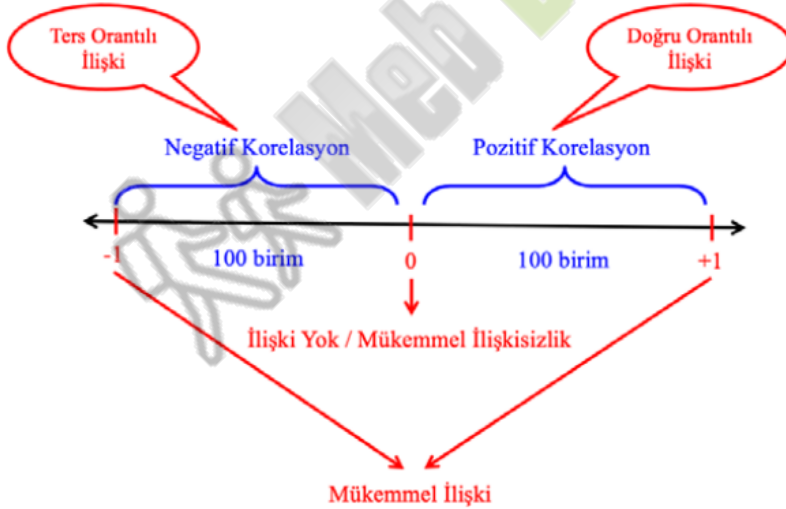 Ters Orantılı
İlişki
Doğru Orantılı
İlişki
Meb
Negatif Korelasyon
Pozitif Korelasyon
-1
100 birim
0
100 birim
+1
İlişki Yok / Mükemmel İlişkisizlik
Mükemmel İlişki